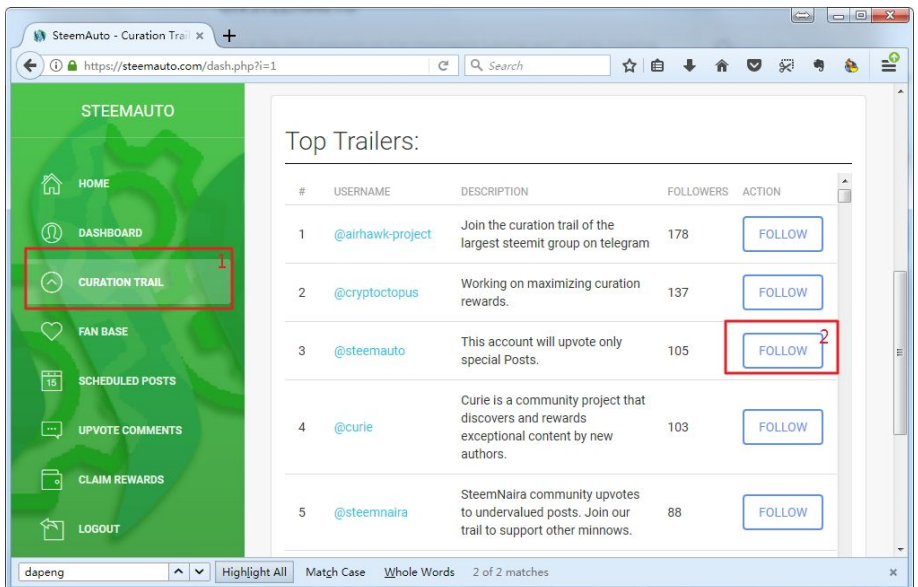 SteemAuto - Curation Trail
https://steemauto.com/dash.php?i=1
Search
STEEMAUTO
HOME
DASHBOARD
1
CURATION TRAIL
FAN BASE
15
SCHEDULED POSTS
UPVOTE COMMENTS
CLAIM REWARDS
LOGOUT
Top Trailers:
# USERNAME DESCRIPTION FOLLOWERS ACTION
1 @airhawk-project Join the curation trail of the 178 FOLLOW
largest steemit group on telegram
2 @cryptoctopus Working on maximizing curation 137 FOLLOW
rewards.
3 @steemauto This account will upvote only 105 FOLLOW 2
special Posts.
4 @curie Curie is a community project that 103 FOLLOW
discovers and rewards
exceptional content by new
authors.
5 @steemnaira SteemNaira community upvotes 88 FOLLOW
to undervalued posts. Join our
trail to support other minnows.
dapeng Highlight All Match Case Whole Words 2 of 2 matches